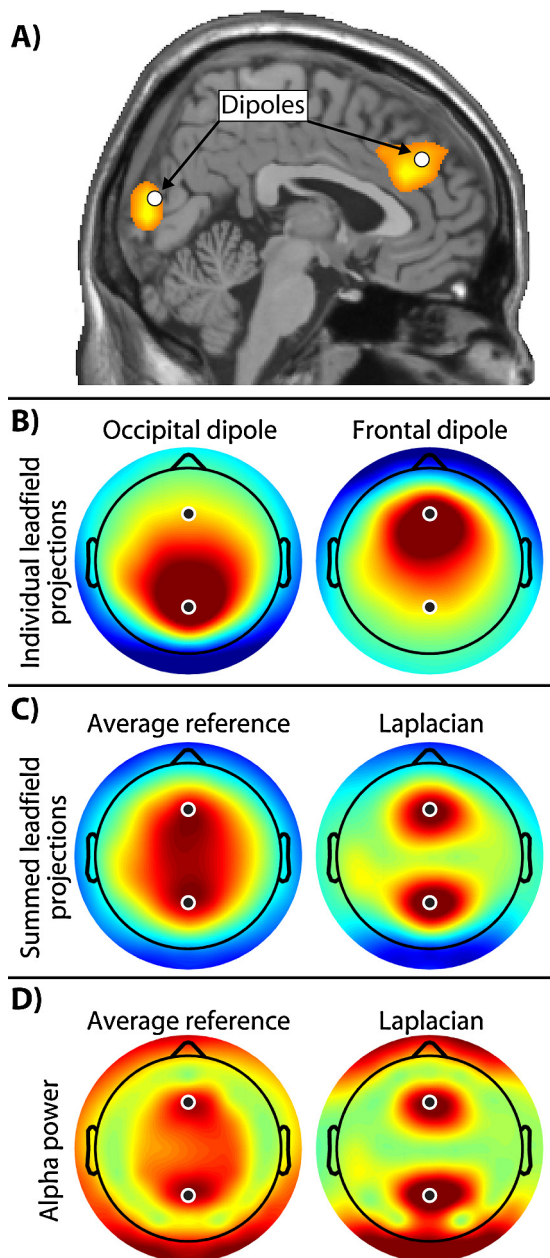 A)
Dipoles
B)
Occipital dipole
Frontal dipole
Individual leadfield
projections
C)
Average reference
Laplacian
Summed leadfield
projections
D)
Average reference
Laplacian
Alpha power